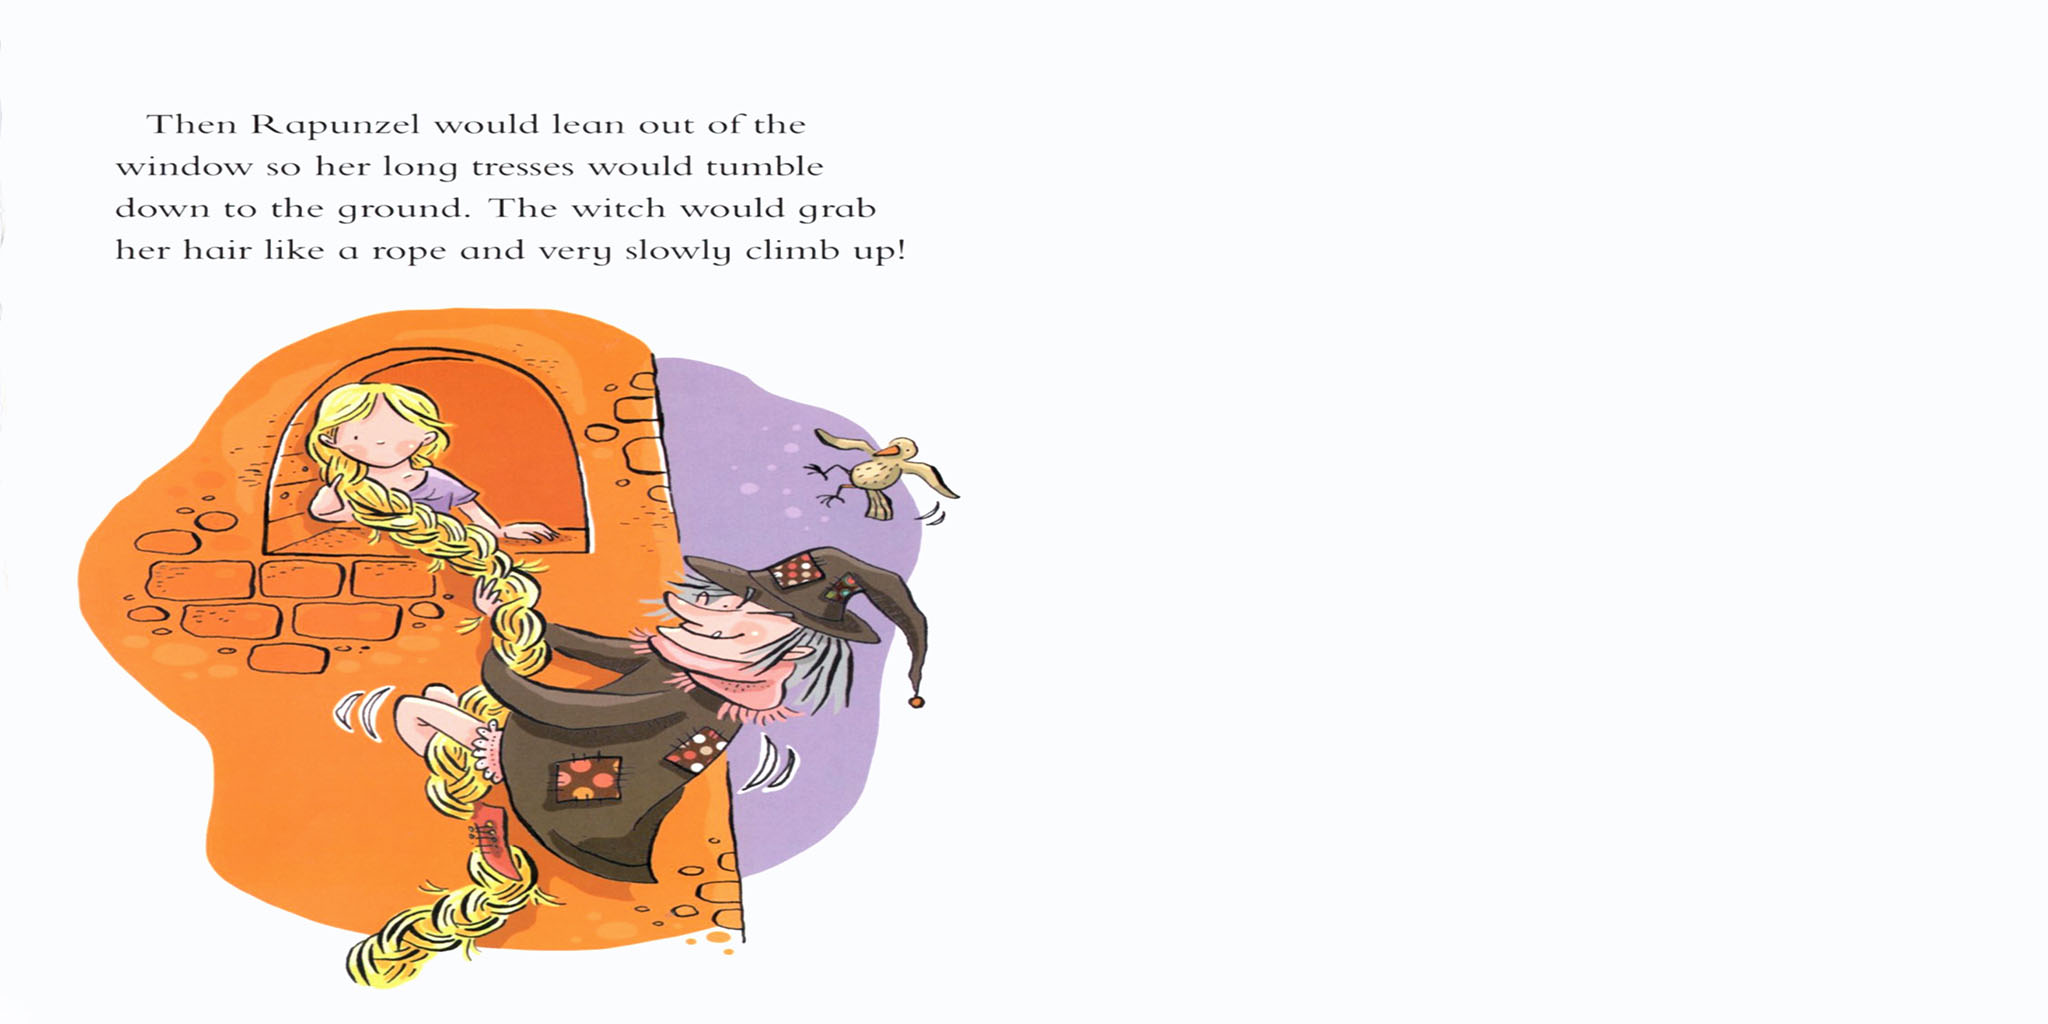 Then Rapunzel would lean out of the
window so her long tresses would tumble
down to the ground. The witch would grab
her hair like a rope and very slowly climb up!